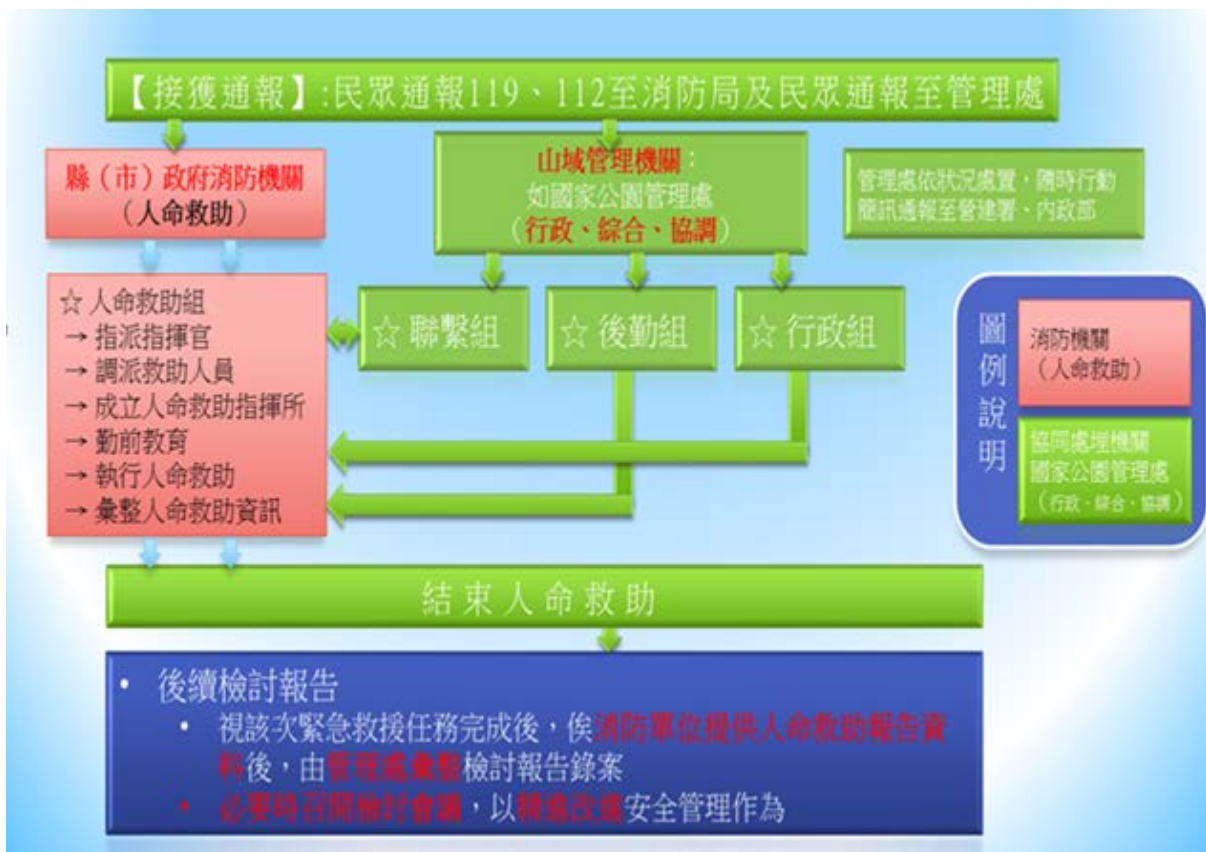 【接獲通報】:民眾通報119、112至消防局及民眾通報至管理處
縣（市）政府消防機關
（人命救助）
山域管理機關：
如國家公園管理處
（行政、綜合、協調）
管理處依狀況處置，隨時行動
簡訊通報至營建署、內政部
☆ 人命救助組
→ 指派指揮官
→ 調派救助人員
→ 成立人命救助指揮所
→ 勤前教育
→ 執行人命救助
→ 彙整人命救助資訊
☆ 聯繫組
☆ 後勤組
☆ 行政組
圖例說明
消防機關
（人命救助）
協同處理機關
國家公園管理處
（行政、綜合、協調）
結束人命救助
• 後續檢討報告
• 視該次緊急救援任務完成後，俟消防單位提供人命救助報告資
料後，由管理處彙整檢討報告錄案
• 必要時召開檢討會議，以精進改進安全管理作為